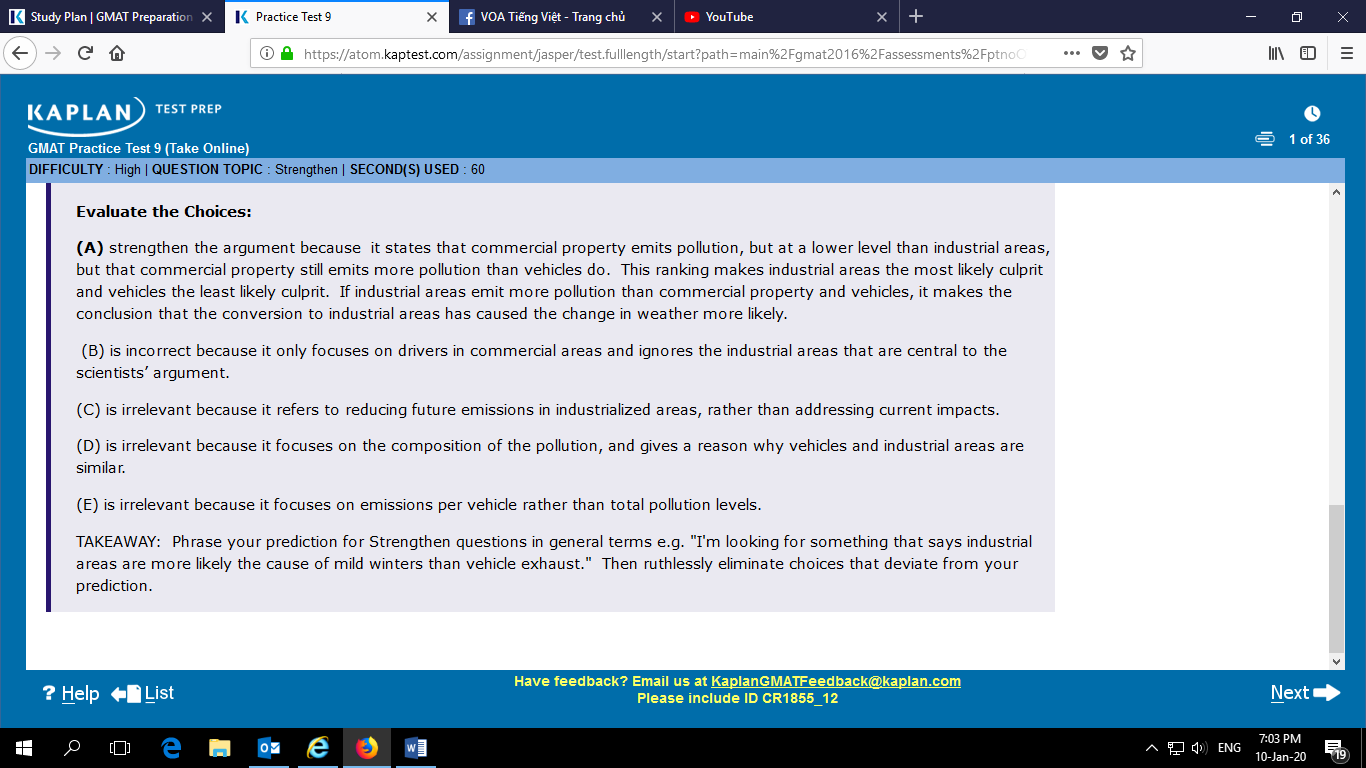 Study Plan | GMAT Preparation
Practice Test 9
VOA Tiếng Việt - Trang chủ
YouTube
https://atom.kaptest.com/assignment/jasper/test.fulllength/start?path=main%2Fgmat2016%2Fassessments%2Fptno
KAPLAN TEST PREP
GMAT Practice Test 9 (Take Online)
1 of 36
DIFFICULTY : High | QUESTION TOPIC : Strengthen | SECOND(S) USED : 60
Evaluate the Choices:
(A) strengthen the argument because it states that commercial property emits pollution, but at a lower level than industrial areas,
but that commercial property still emits more pollution than vehicles do. This ranking makes industrial areas the most likely culprit
and vehicles the least likely culprit. If industrial areas emit more pollution than commercial property and vehicles, it makes the
conclusion that the conversion to industrial areas has caused the change in weather more likely.
(B) is incorrect because it only focuses on drivers in commercial areas and ignores the industrial areas that are central to the
scientists’ argument.
(C) is irrelevant because it refers to reducing future emissions in industrialized areas, rather than addressing current impacts.
(D) is irrelevant because it focuses on the composition of the pollution, and gives a reason why vehicles and industrial areas are
similar.
(E) is irrelevant because it focuses on emissions per vehicle rather than total pollution levels.
TAKEAWAY: Phrase your prediction for Strengthen questions in general terms e.g. "I'm looking for something that says industrial
areas are more likely the cause of mild winters than vehicle exhaust." Then ruthlessly eliminate choices that deviate from your
prediction.
? Help
List
Have feedback? Email us at KaplanGMATFeedback@kaplan.com
Please include ID CR1855_12
Next
ENG
7:03 PM
10-Jan-20
19